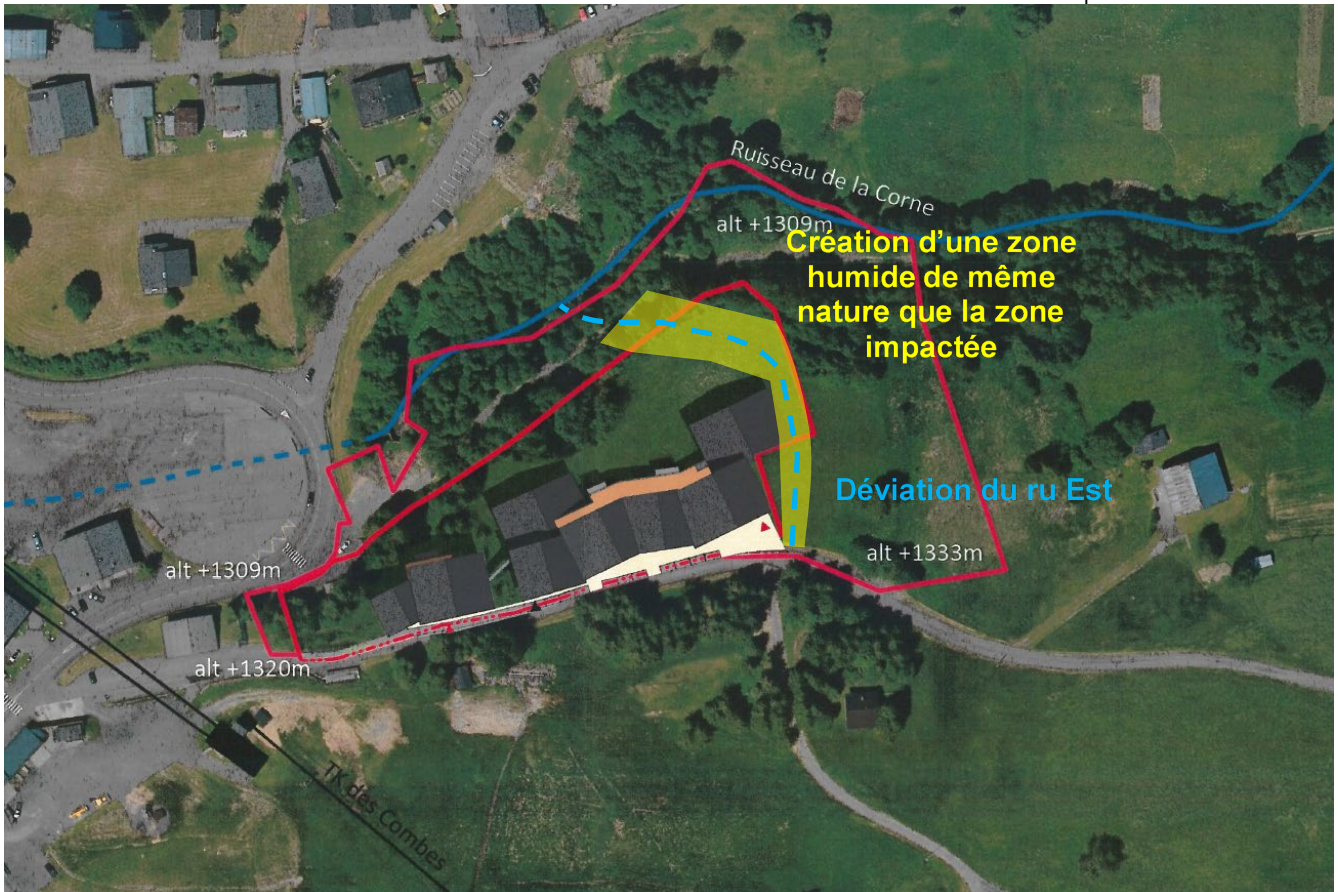 Ruisseau de la Corne
alt +1309m
Création d’une zone
humide de même
nature que la zone
impactée
Déviation du ru Est
alt +1333m
alt +1309m
alt +1320m
TK des Combes